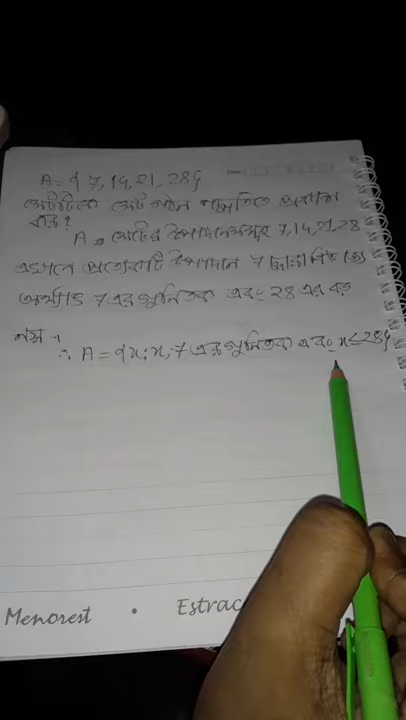 A = { 7, 14, 21, 28 }
সেটটিকে সেট গঠন পদ্ধতিতে প্রকাশ
কর?
A সেটের উপাদানসমূহ 7, 14, 21, 28
এখানে প্রত্যেকটি উপাদান 7 দ্বারা বিভাজ্য
অর্থাৎ 7 এর গুনিতক এবং 28 এর বড়
নয়।
∴ A = { x : x, 7 এর গুনিতক এবং x ≤ 28 }
Menorest • Estrac